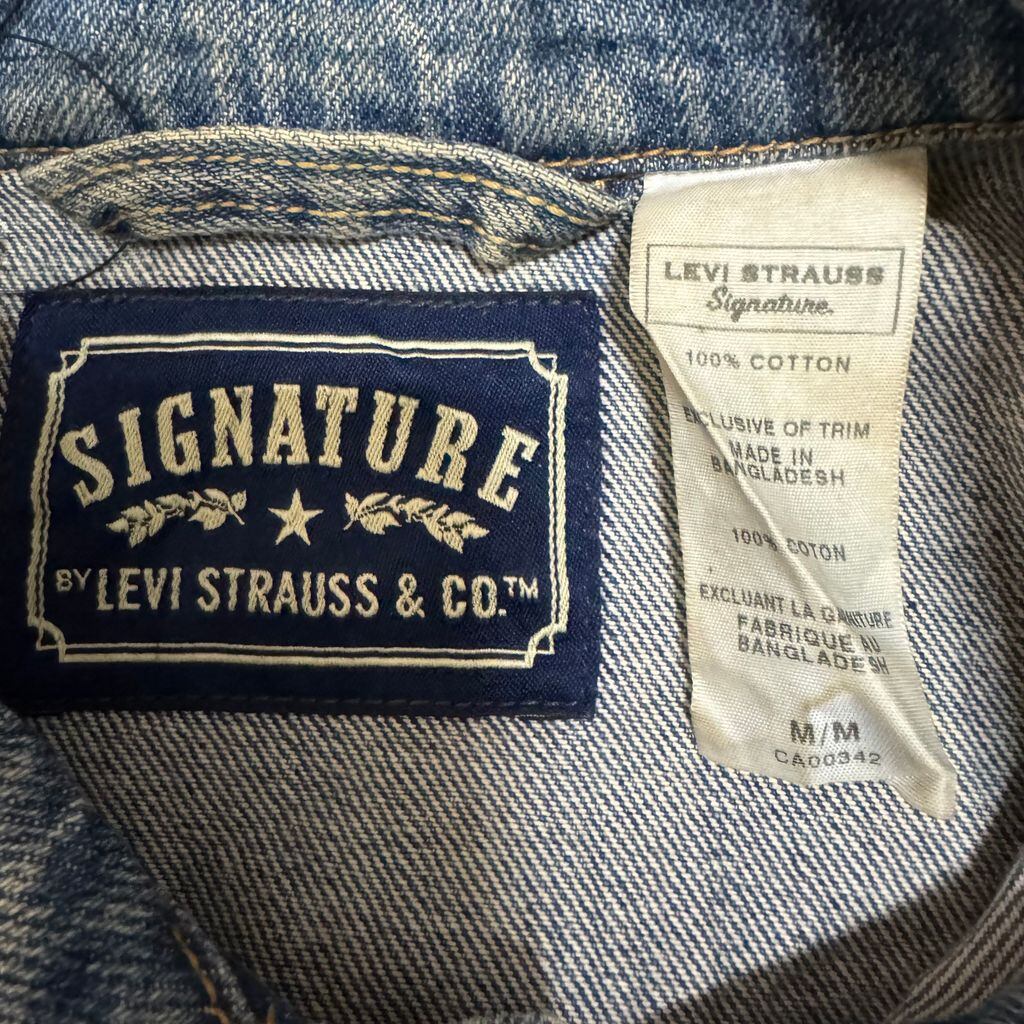 SIGNATURE
BY LEVI STRAUSS & CO.™
LEVI STRAUSS
Signature
100% COTTON
EXCLUSIVE OF TRIM
MADE IN
BANGLADESH
100% COTON
EXCLUANT LA GARNITURE
FABRIQUE AU
BANGLADESH
M/M
CA00342